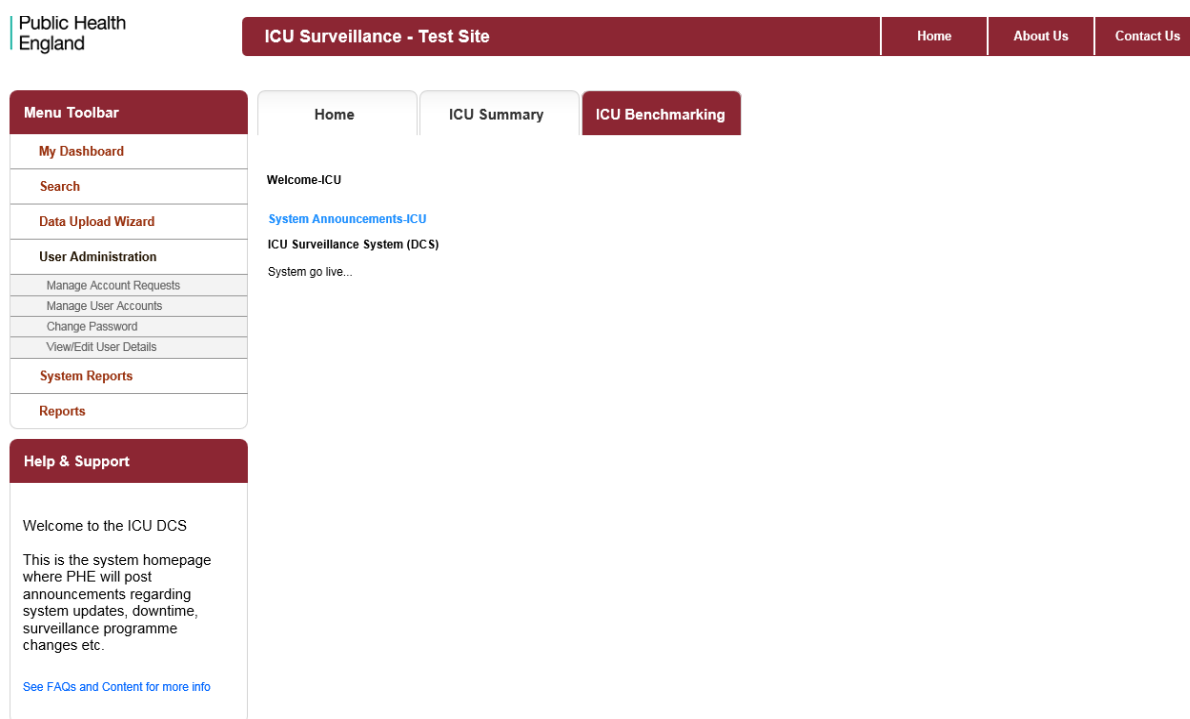 Public Health
England
ICU Surveillance - Test Site
Home
About Us
Contact Us
Menu Toolbar
My Dashboard
Search
Data Upload Wizard
User Administration
Manage Account Requests
Manage User Accounts
Change Password
View/Edit User Details
System Reports
Reports
Help & Support
Welcome to the ICU DCS
This is the system homepage
where PHE will post
announcements regarding
system updates, downtime,
surveillance programme
changes etc.
See FAQs and Content for more info
Home
ICU Summary
ICU Benchmarking
Welcome-ICU
System Announcements-ICU
ICU Surveillance System (DCS)
System go live...